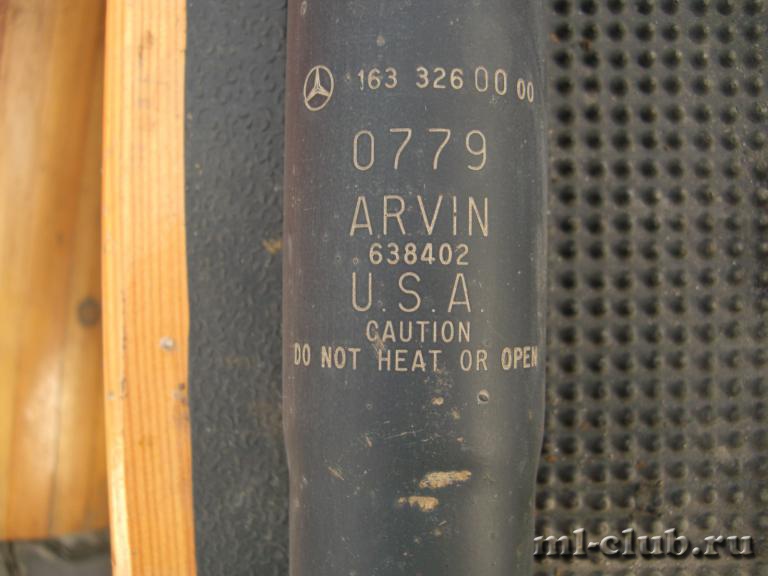 163 326 00 00
0779
ARVIN
638402
U.S.A.
CAUTION
DO NOT HEAT OR OPEN
ml-club.ru